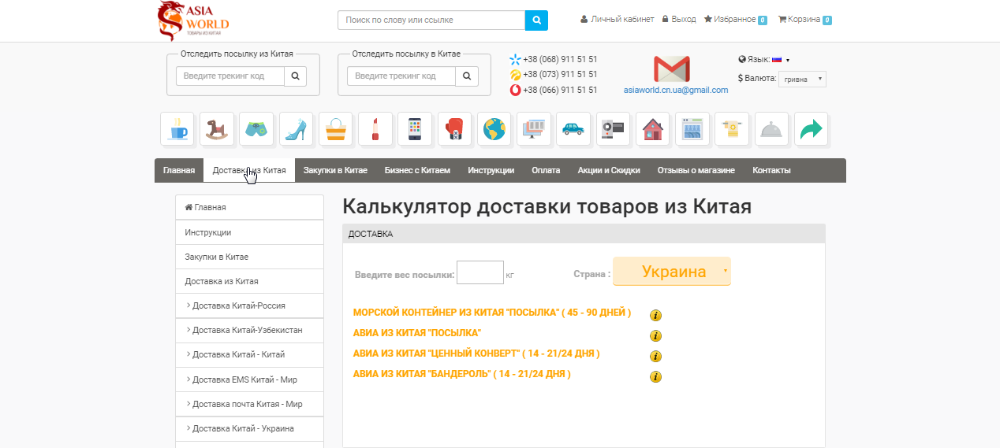 ASIA
WORLD
ТОВАРЫ ИЗ КИТАЯ
Поиск по слову или ссылке
Личный кабинет Выход Избранное 0 Корзина 0
Отследить посылку из Китая
Введите трекинг код
Отследить посылку в Китае
Введите трекинг код
+38 (068) 911 51 51
+38 (073) 911 51 51
+38 (066) 911 51 51
asiaworld.cn.ua@gmail.com
Язык:
$ Валюта: гривна
Главная Доставка из Китая Закупки в Китае Бизнес с Китаем Инструкции Оплата Акции и Скидки Отзывы о магазине Контакты
Главная
Инструкции
Закупки в Китае
Доставка из Китая
> Доставка Китай-Россия
> Доставка Китай-Узбекистан
> Доставка Китай - Китай
> Доставка EMS Китай - Мир
> Доставка почта Китая - Мир
> Доставка Китай - Украина
Калькулятор доставки товаров из Китая
ДОСТАВКА
Введите вес посылки: кг
Страна : Украина
МОРСКОЙ КОНТЕЙНЕР ИЗ КИТАЯ "ПОСЫЛКА" ( 45 - 90 ДНЕЙ )
АВИА ИЗ КИТАЯ "ПОСЫЛКА"
АВИА ИЗ КИТАЯ "ЦЕННЫЙ КОНВЕРТ" ( 14 - 21/24 ДНЯ )
АВИА ИЗ КИТАЯ "БАНДЕРОЛЬ" ( 14 - 21/24 ДНЯ )